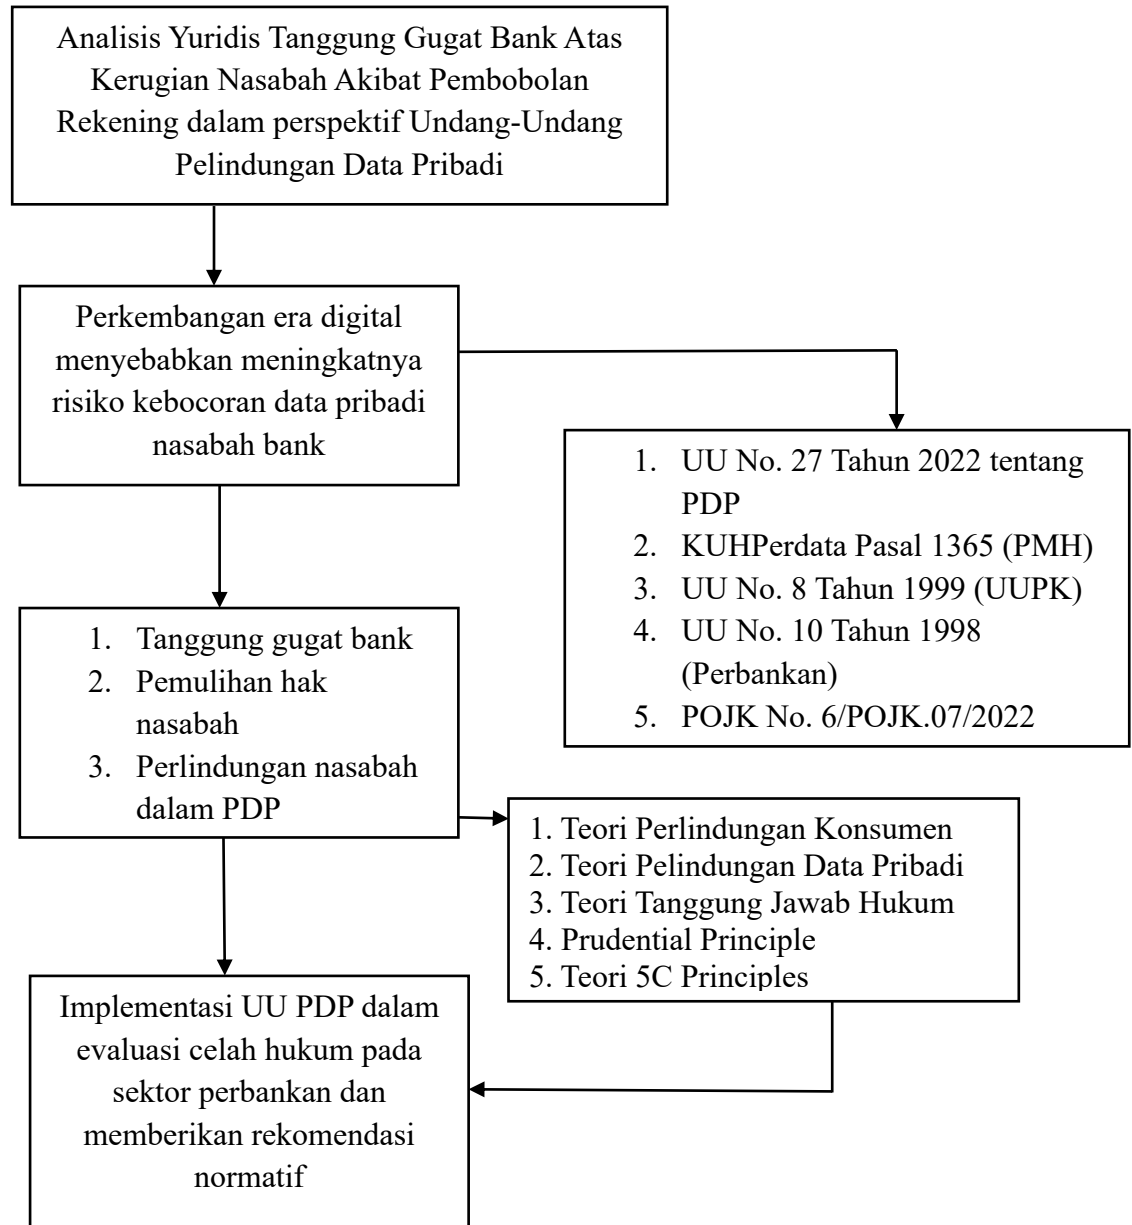 Analisis Yuridis Tanggung Gugat Bank Atas
Kerugian Nasabah Akibat Pembobolan
Rekening dalam perspektif Undang-Undang
Pelindungan Data Pribadi
Perkembangan era digital
menyebabkan meningkatnya
risiko kebocoran data pribadi
nasabah bank
1. UU No. 27 Tahun 2022 tentang
PDP
2. KUHPerdata Pasal 1365 (PMH)
3. UU No. 8 Tahun 1999 (UUPK)
4. UU No. 10 Tahun 1998
(Perbankan)
5. POJK No. 6/POJK.07/2022
1. Tanggung gugat bank
2. Pemulihan hak
nasabah
3. Perlindungan nasabah
dalam PDP
1. Teori Perlindungan Konsumen
2. Teori Pelindungan Data Pribadi
3. Teori Tanggung Jawab Hukum
4. Prudential Principle
5. Teori 5C Principles
Implementasi UU PDP dalam
evaluasi celah hukum pada
sektor perbankan dan
memberikan rekomendasi
normatif